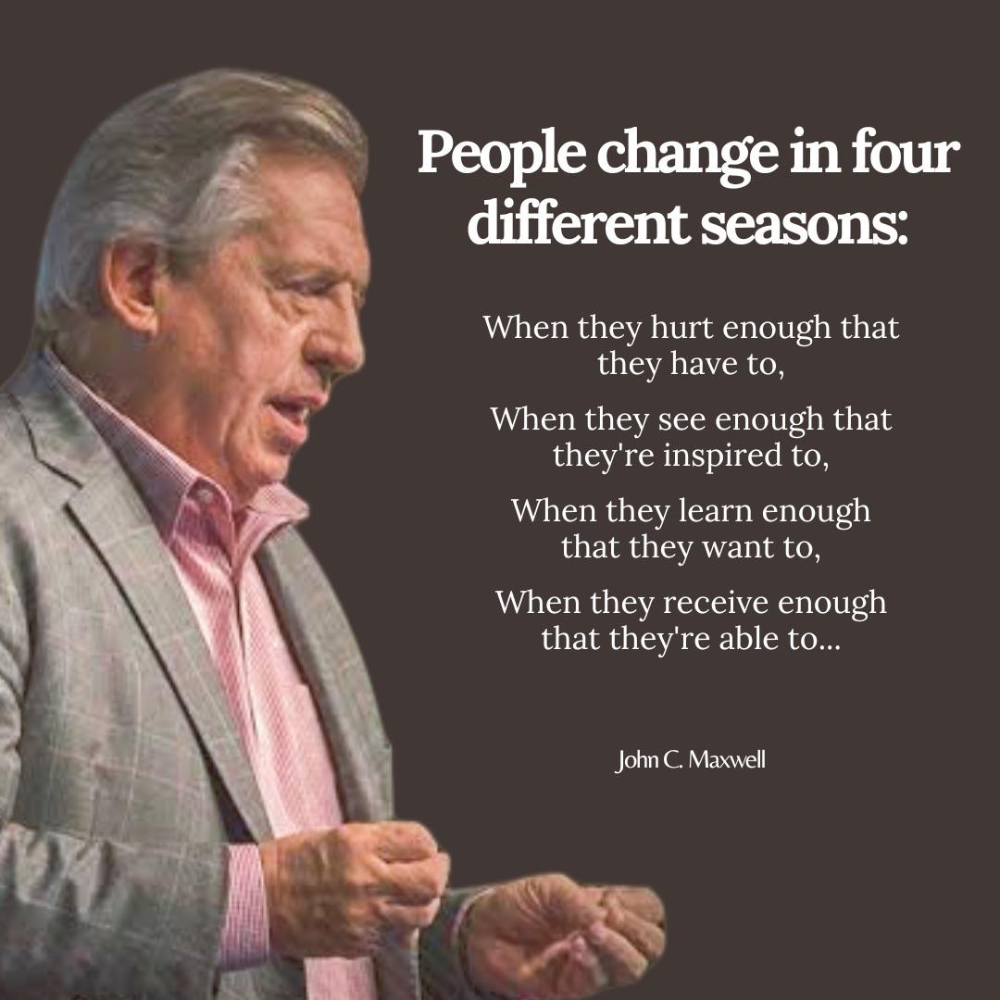 People change in four
different seasons:
When they hurt enough that
they have to,
When they see enough that
they're inspired to,
When they learn enough
that they want to,
When they receive enough
that they're able to...
John C. Maxwell